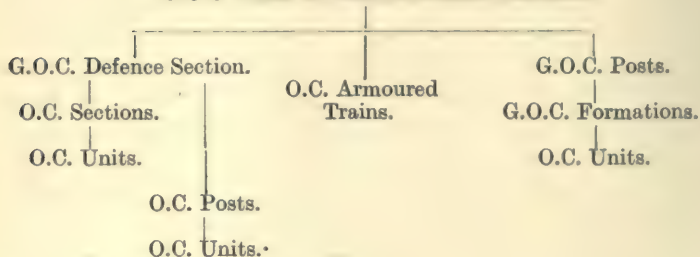 G.O.C. Defence Section.
O.C. Sections.
O.C. Units.
O.C. Posts.
O.C. Units.
O.C. Armoured
Trains.
G.O.C. Posts.
G.O.C. Formations.
O.C. Units.